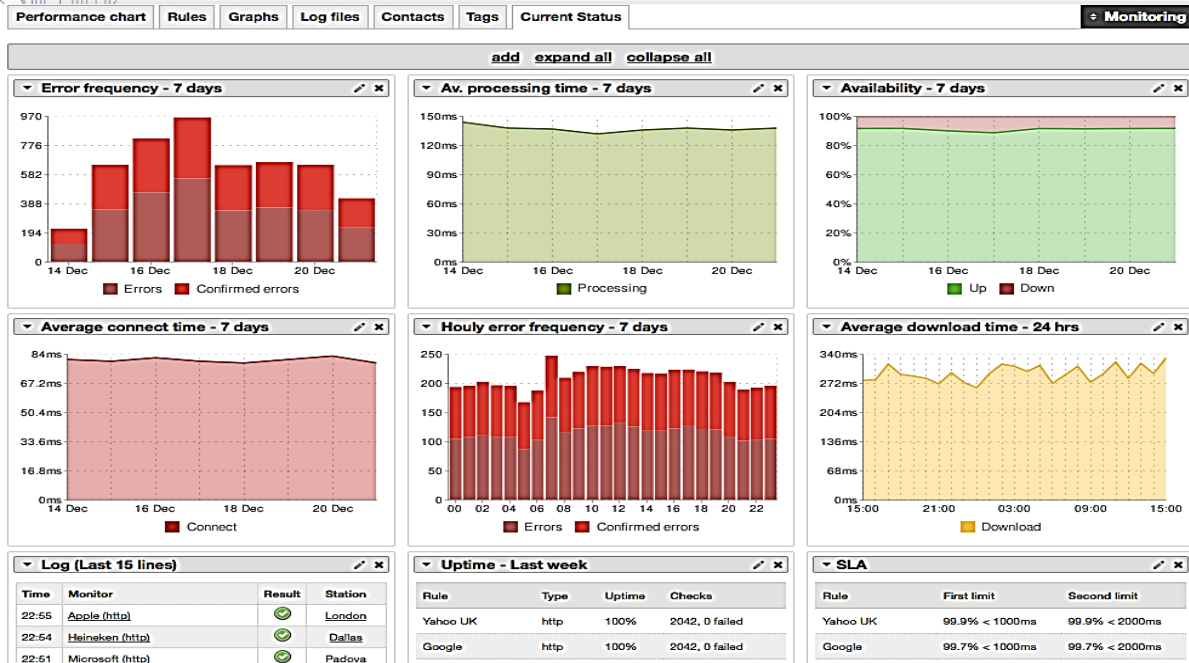 Performance chart Rules Graphs Log files Contacts Tags Current Status Monitoring
add expand all collapse all
Error frequency - 7 days
970
776
582
388
194
0
14 Dec 16 Dec 18 Dec 20 Dec
Errors Confirmed errors
Av. processing time - 7 days
150ms
120ms
90ms
60ms
30ms
0ms
14 Dec 16 Dec 18 Dec 20 Dec
Processing
Availability - 7 days
100%
80%
60%
40%
20%
0%
14 Dec 16 Dec 18 Dec 20 Dec
Up Down
Average connect time - 7 days
84ms
67.2ms
50.4ms
33.6ms
16.8ms
0ms
14 Dec 16 Dec 18 Dec 20 Dec
Connect
Houly error frequency - 7 days
250
200
150
100
50
0
00 02 04 06 08 10 12 14 16 18 20 22
Errors Confirmed errors
Average download time - 24 hrs
340ms
272ms
204ms
136ms
68ms
0ms
15:00 21:00 03:00 09:00 15:00
Download
Log (Last 15 lines)
Time Monitor Result Station
22:55 Apple (http) London
22:54 Heineken (http) Dallas
22:51 Microsoft (http) Padova
Uptime - Last week
Rule Type Uptime Checks
Yahoo UK http 100% 2042, 0 failed
Google http 100% 2042, 0 failed
SLA
Rule First limit Second limit
Yahoo UK 99.9% < 1000ms 99.9% < 2000ms
Google 99.7% < 1000ms 99.7% < 2000ms